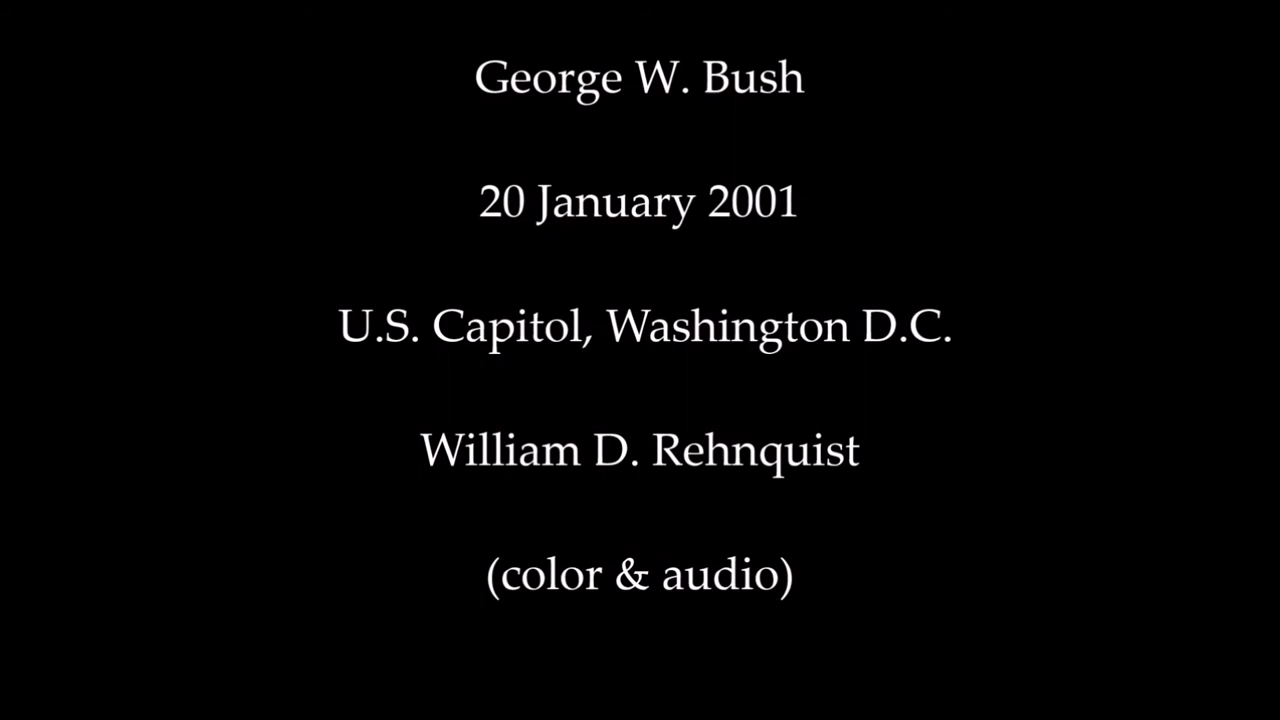 George W. Bush
20 January 2001
U.S. Capitol, Washington D.C.
William D. Rehnquist
(color & audio)